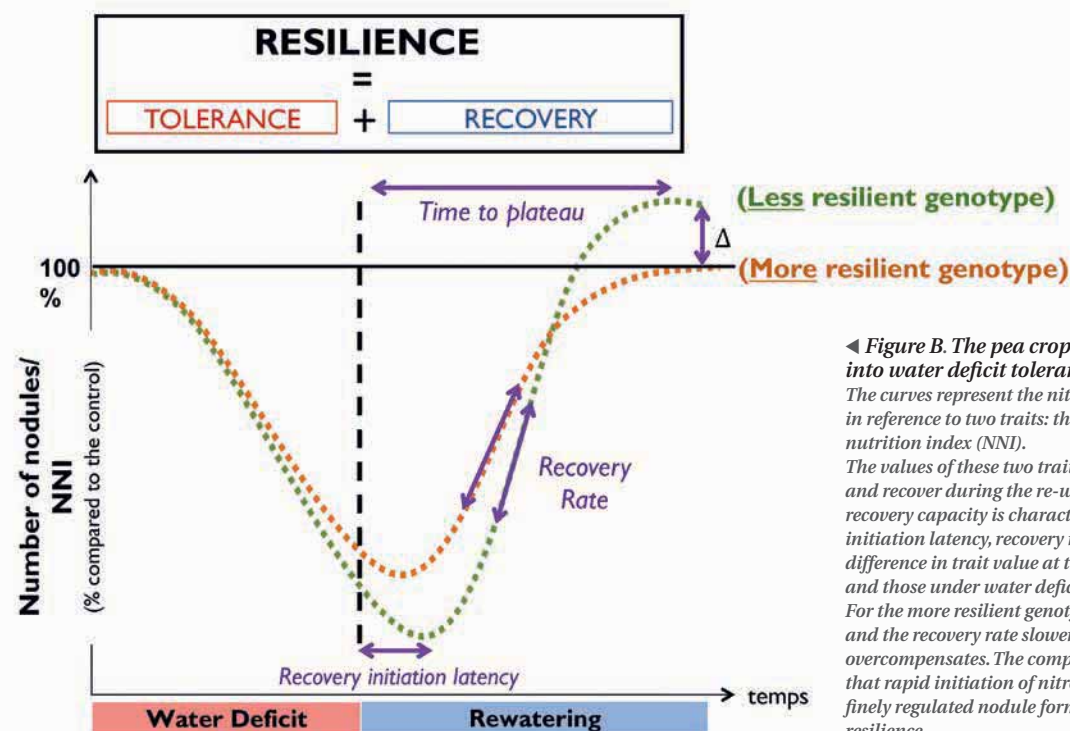 RESILIENCE
=
TOLERANCE + RECOVERY
Time to plateau
(Less resilient genotype)
Δ
100
%
(More resilient genotype)
Number of nodules/
NNI
(% compared to the control)
Recovery
Rate
Recovery initiation latency
temps
Water Deficit
Rewatering
◀ Figure B. The pea crop
into water deficit toleran
The curves represent the nit
in reference to two traits: th
nutrition index (NNI).
The values of these two trait
and recover during the re-w
recovery capacity is charact
initiation latency, recovery r
difference in trait value at t
and those under water defic
For the more resilient genoty
and the recovery rate slower
overcompensates. The comp
that rapid initiation of nitro
finely regulated nodule form
resilience.